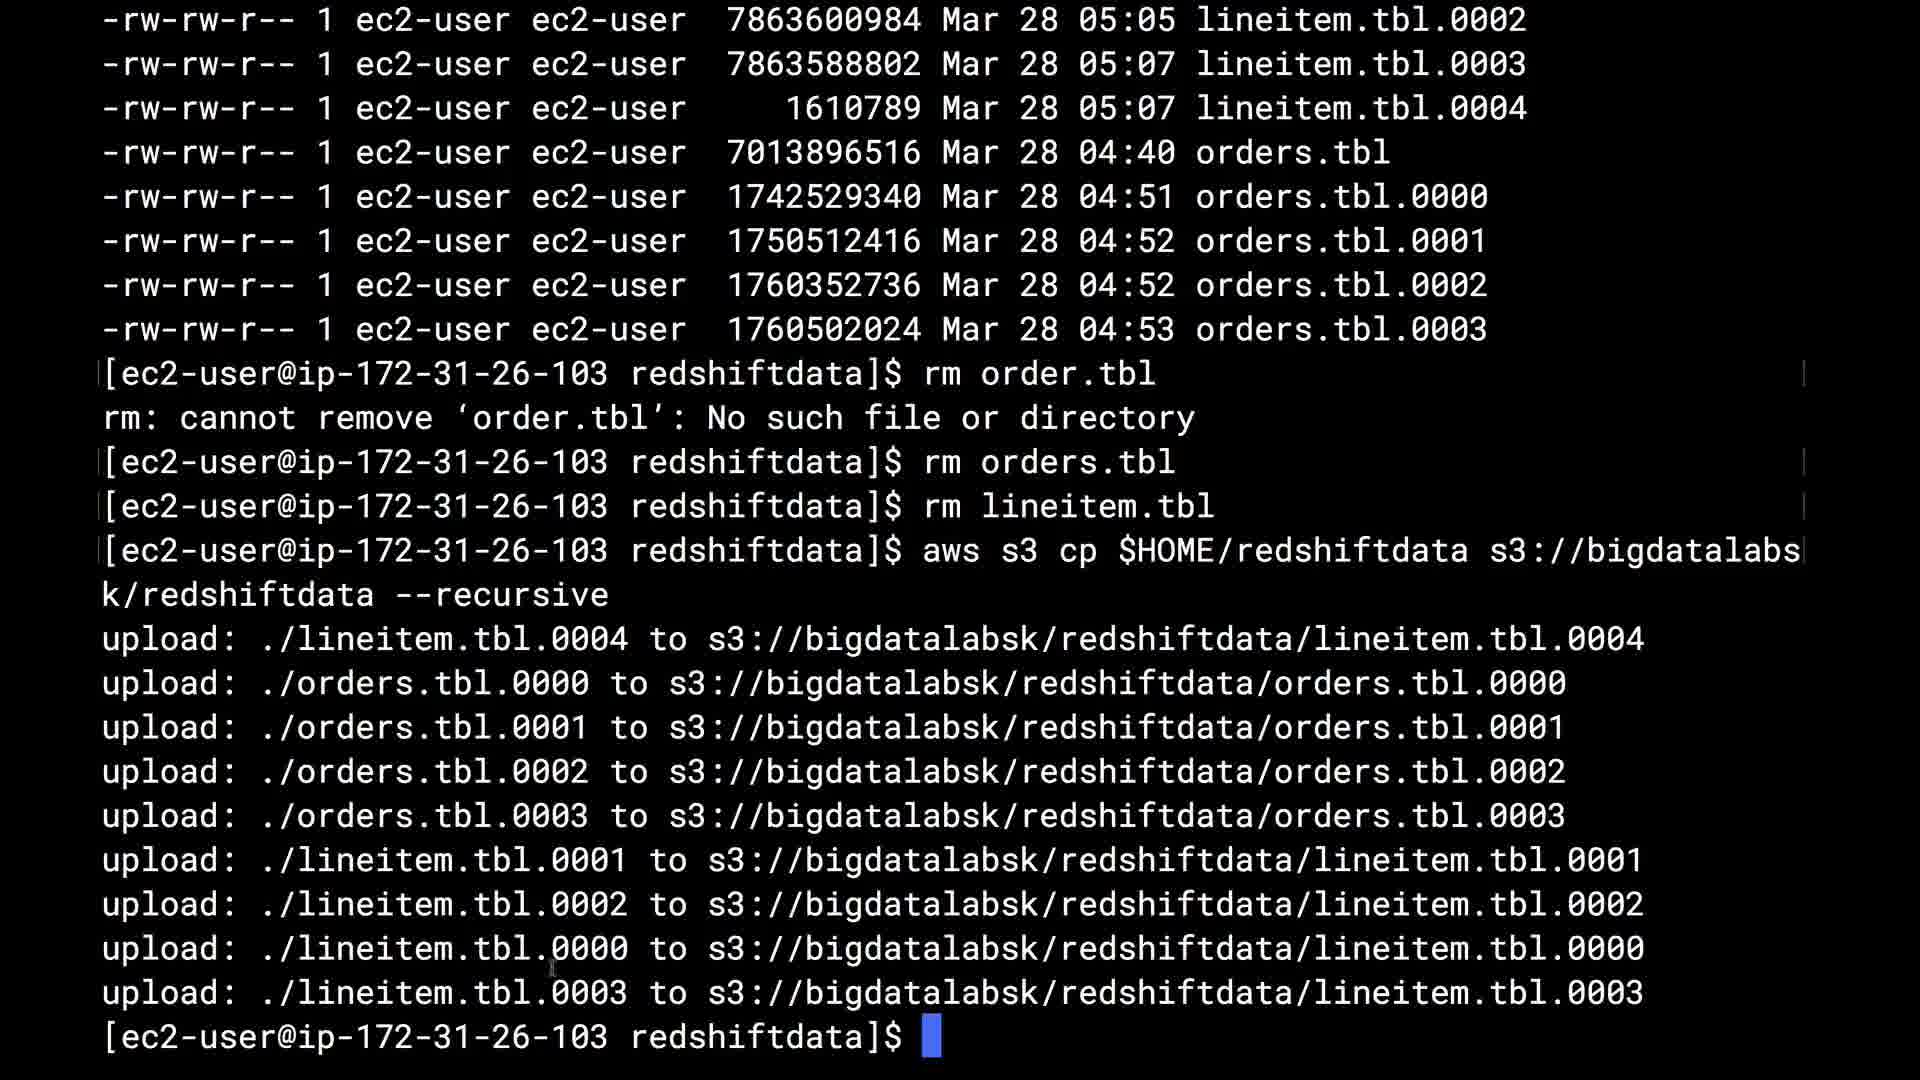 -rw-rw-r-- 1 ec2-user ec2-user  7863600984 Mar 28 05:05 lineitem.tbl.0002
-rw-rw-r-- 1 ec2-user ec2-user  7863588802 Mar 28 05:07 lineitem.tbl.0003
-rw-rw-r-- 1 ec2-user ec2-user     1610789 Mar 28 05:07 lineitem.tbl.0004
-rw-rw-r-- 1 ec2-user ec2-user  7013896516 Mar 28 04:40 orders.tbl
-rw-rw-r-- 1 ec2-user ec2-user  1742529340 Mar 28 04:51 orders.tbl.0000
-rw-rw-r-- 1 ec2-user ec2-user  1750512416 Mar 28 04:52 orders.tbl.0001
-rw-rw-r-- 1 ec2-user ec2-user  1760352736 Mar 28 04:52 orders.tbl.0002
-rw-rw-r-- 1 ec2-user ec2-user  1760502024 Mar 28 04:53 orders.tbl.0003
[ec2-user@ip-172-31-26-103 redshiftdata]$ rm order.tbl
rm: cannot remove ‘order.tbl’: No such file or directory
[ec2-user@ip-172-31-26-103 redshiftdata]$ rm orders.tbl
[ec2-user@ip-172-31-26-103 redshiftdata]$ rm lineitem.tbl
[ec2-user@ip-172-31-26-103 redshiftdata]$ aws s3 cp $HOME/redshiftdata s3://bigdatalabs
k/redshiftdata --recursive
upload: ./lineitem.tbl.0004 to s3://bigdatalabsk/redshiftdata/lineitem.tbl.0004
upload: ./orders.tbl.0000 to s3://bigdatalabsk/redshiftdata/orders.tbl.0000
upload: ./orders.tbl.0001 to s3://bigdatalabsk/redshiftdata/orders.tbl.0001
upload: ./orders.tbl.0002 to s3://bigdatalabsk/redshiftdata/orders.tbl.0002
upload: ./orders.tbl.0003 to s3://bigdatalabsk/redshiftdata/orders.tbl.0003
upload: ./lineitem.tbl.0001 to s3://bigdatalabsk/redshiftdata/lineitem.tbl.0001
upload: ./lineitem.tbl.0002 to s3://bigdatalabsk/redshiftdata/lineitem.tbl.0002
upload: ./lineitem.tbl.0000 to s3://bigdatalabsk/redshiftdata/lineitem.tbl.0000
upload: ./lineitem.tbl.0003 to s3://bigdatalabsk/redshiftdata/lineitem.tbl.0003
[ec2-user@ip-172-31-26-103 redshiftdata]$